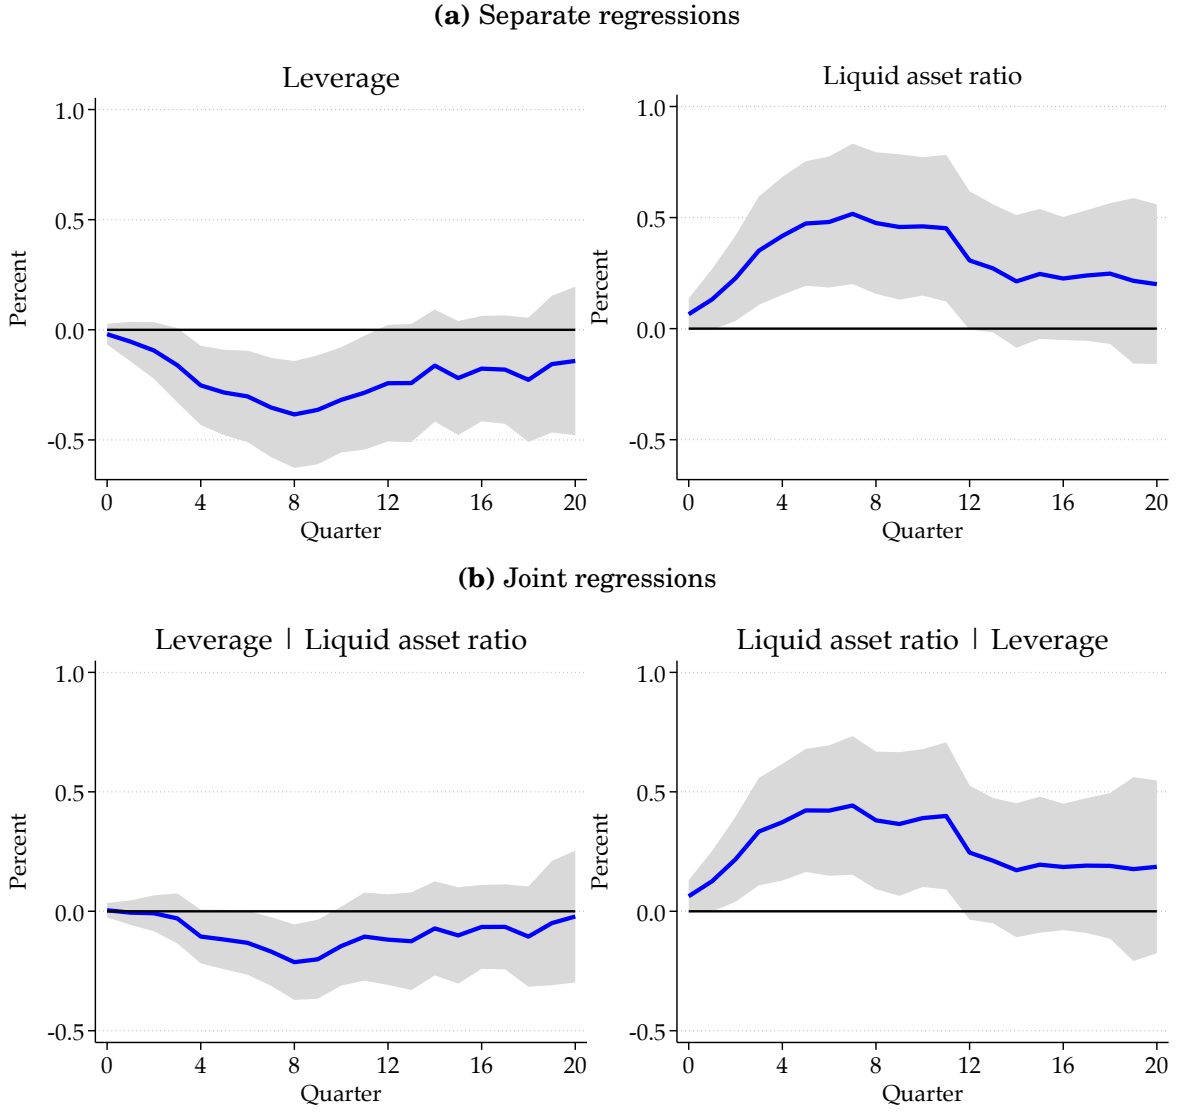 (a) Separate regressions
Leverage
1.0
0.5
0.0
-0.5
Percent
0 4 8 12 16 20
Quarter
Liquid asset ratio
1.0
0.5
0.0
-0.5
Percent
0 4 8 12 16 20
Quarter
(b) Joint regressions
Leverage | Liquid asset ratio
1.0
0.5
0.0
-0.5
Percent
0 4 8 12 16 20
Quarter
Liquid asset ratio | Leverage
1.0
0.5
0.0
-0.5
Percent
0 4 8 12 16 20
Quarter